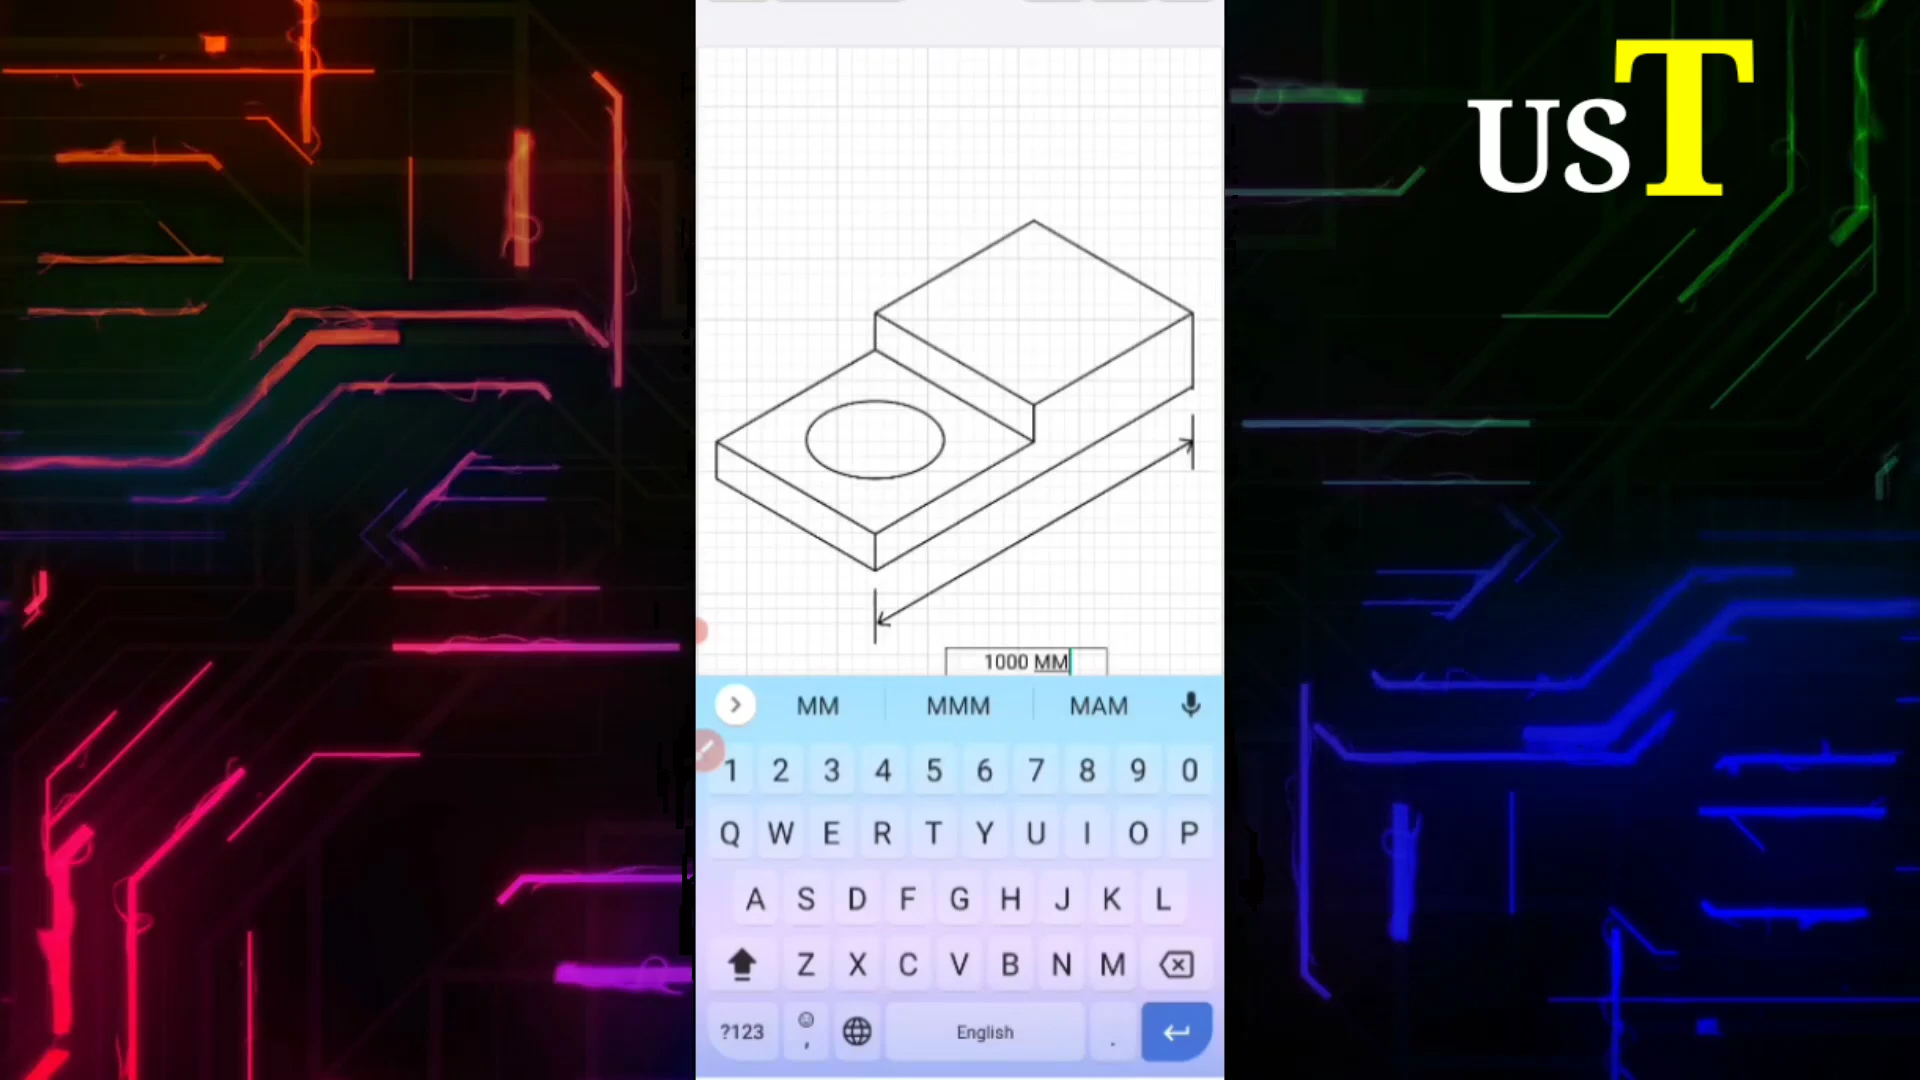 UST
1000 MM
MM MMM MAM
1 2 3 4 5 6 7 8 9 0
Q W E R T Y U I O P
A S D F G H J K L
Z X C V B N M
?123 , English .